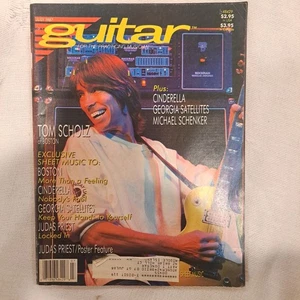 guitar
FOR THE PRACTICING MUSICIAN
$2.95
$3.95
Plus:
CINDERELLA
GEORGIA SATELLITES
MICHAEL SCHENKER
TOM SCHOLZ
of BOSTON
EXCLUSIVE
SHEET MUSIC TO:
BOSTON
More Than a Feeling
CINDERELLA
Nobody's Fool
GEORGIA SATELLITES
Keep Your Hands to Yourself
JUDAS PRIEST
Locked In
JUDAS PRIEST/Poster Feature